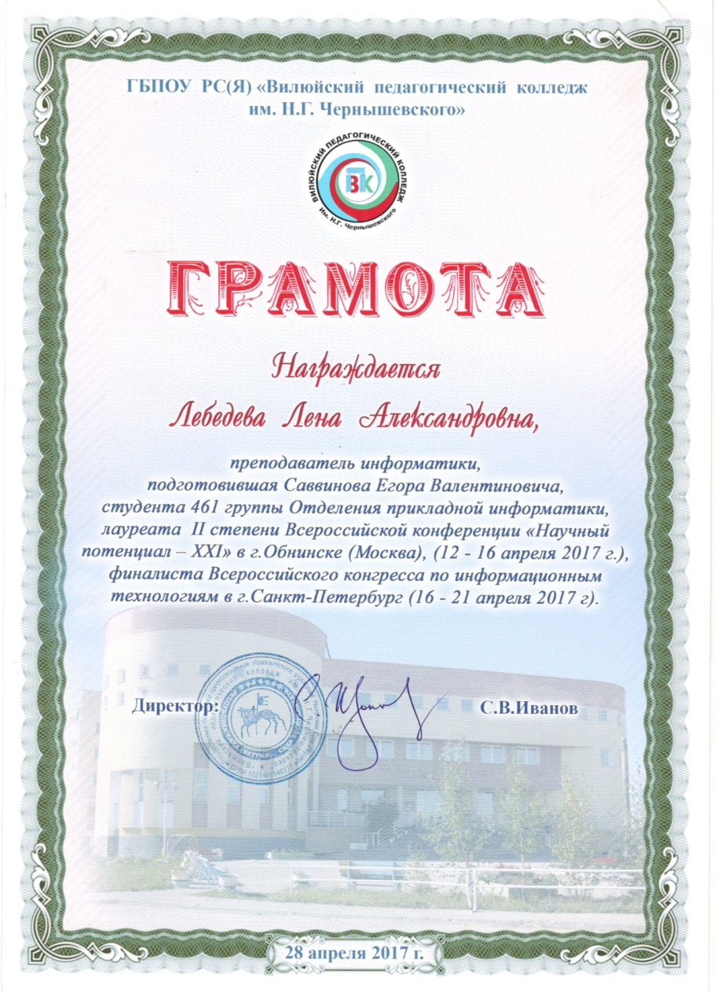 ГБПОУ РС(Я) «Вилюйский педагогический колледж
им. Н.Г. Чернышевского»
ВИЛЮЙСКИЙ ПЕДАГОГИЧЕСКИЙ КОЛЛЕДЖ
ПВК
Им. Н.Г. Чернышевского
ГРАМОТА
Награждается
Лебедева Лена Александровна,
преподаватель информатики,
подготовившая Саввинова Егора Валентиновича,
студента 461 группы Отделения прикладной информатики,
лауреата II степени Всероссийской конференции «Научный
потенциал – XXI» в г.Обнинске (Москва), (12 - 16 апреля 2017 г.),
финалиста Всероссийского конгресса по информационным
технологиям в г.Санкт-Петербург (16 - 21 апреля 2017 г).
Директор:
С.В.Иванов
28 апреля 2017 г.